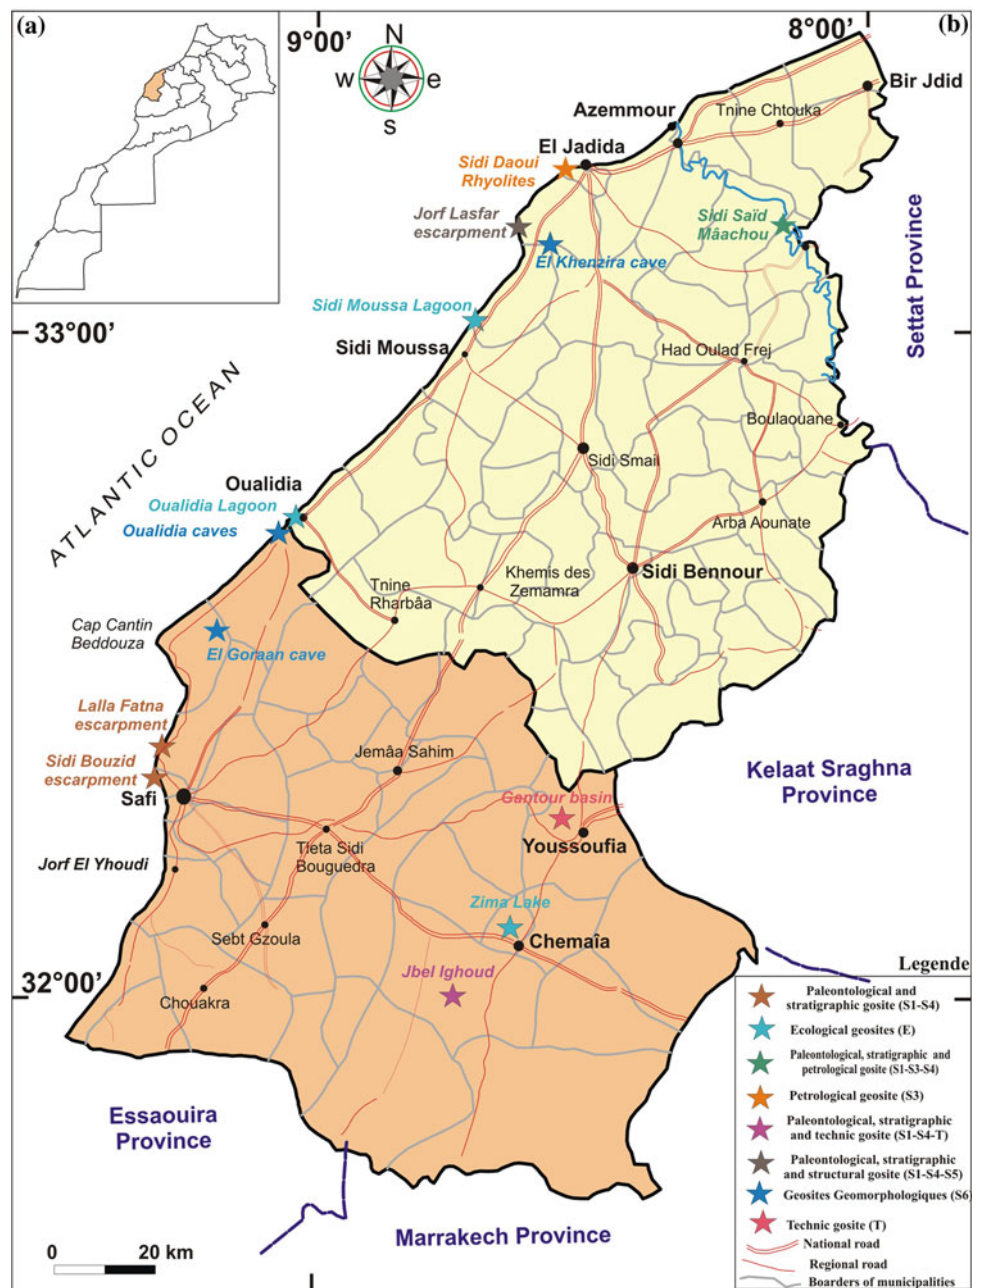 (a)
9°00’
8°00’
(b)
N
W
e
S
Bir Jdid
Azemmour
Tnine Chtouka
El Jadida
Sidi Daoui
Rhyolites
Jorf Lasfar
escarpment
Sidi Saïd
Mâachou
El Khenzira cave
Settat Province
Sidi Moussa Lagoon
33°00’
Sidi Moussa
Had Oulad Frej
ATLANTIC OCEAN
Boulaouane
Sidi Smail
Oualidia
Oualidia Lagoon
Oualidia caves
Arba Aounate
Khemis des
Zemamra
Sidi Bennour
Tnine
Rharbâa
Cap Cantin
Beddouza
El Goraan cave
Lalla Fatna
escarpment
Sidi Bouzid
escarpment
Jemâa Sahim
Kelaat Sraghna
Province
Safi
Gantour basin
Youssoufia
Tleta Sidi
Bouguedra
Jorf El Yhoudi
Zima Lake
Sebt Gzoula
Chemaîa
Jbel Ighoud
32°00’
Chouakra
Essaouira
Province
Marrakech Province
0 20 km
Legende
Paleontological and
stratigraphic gosite (S1-S4)
Ecological geosites (E)
Paleontological, stratigraphic and
petrological gosite (S1-S3-S4)
Petrological geosite (S3)
Paleontological, stratigraphic
and technic gosite (S1-S4-T)
Paleontological, stratigraphic
and structural gosite (S1-S4-S5)
Geosites Geomorphologiques (S6)
Technic gosite (T)
National road
Regional road
Boarders of municipalities